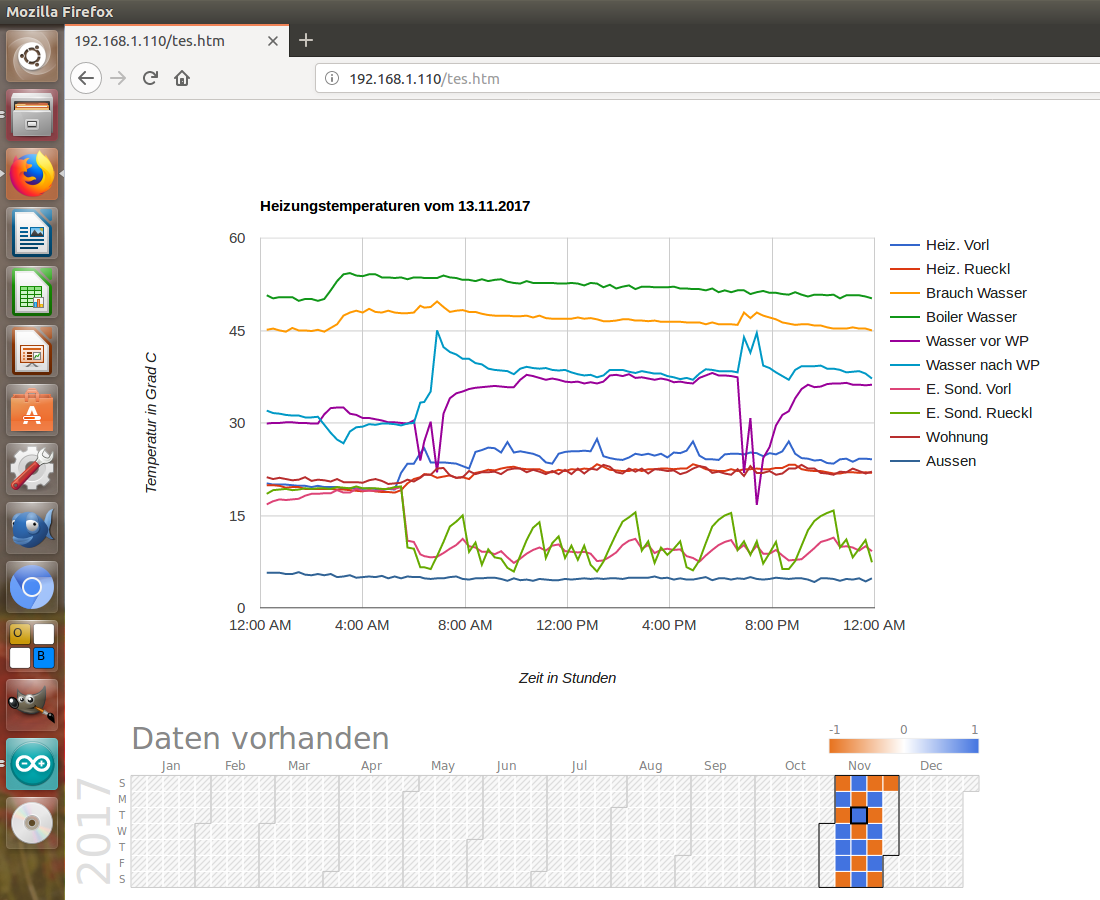 Mozilla Firefox
192.168.1.110/tes.htm
192.168.1.110/tes.htm
Heizungstemperaturen vom 13.11.2017
60
45
30
15
0
Temperatur in Grad C
12:00 AM 4:00 AM 8:00 AM 12:00 PM 4:00 PM 8:00 PM 12:00 AM
Zeit in Stunden
Heiz. Vorl
Heiz. Rueckl
Brauch Wasser
Boiler Wasser
Wasser vor WP
Wasser nach WP
E. Sond. Vorl
E. Sond. Rueckl
Wohnung
Aussen
Daten vorhanden
-1 0 1
Jan Feb Mar Apr May Jun Jul Aug Sep Oct Nov Dec
2017
S
M
T
W
T
F
S
O
B
A